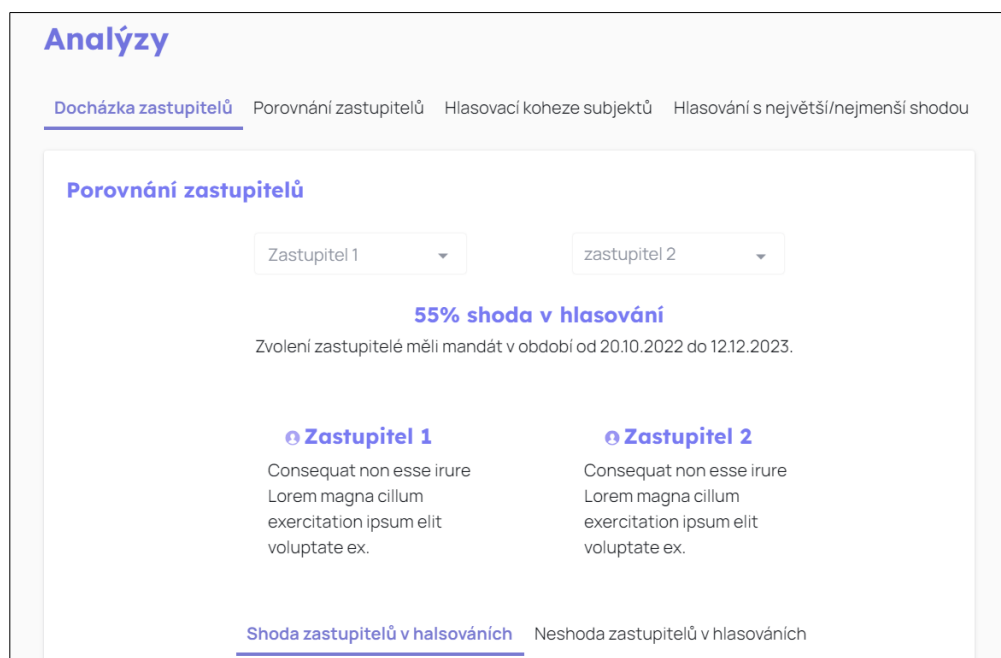 Analýzy
Docházka zastupitelů Porovnání zastupitelů Hlasovací koheze subjektů Hlasování s největší/nejmenší shodou
Porovnání zastupitelů
Zastupitel 1 zastupitel 2
55% shoda v hlasování
Zvolení zastupitelé měli mandát v období od 20.10.2022 do 12.12.2023.
Zastupitel 1 Zastupitel 2
Consequat non esse irure Consequat non esse irure
Lorem magna cillum Lorem magna cillum
exercitation ipsum elit exercitation ipsum elit
voluptate ex. voluptate ex.
Shoda zastupitelů v halsováních Neshoda zastupitelů v hlasováních